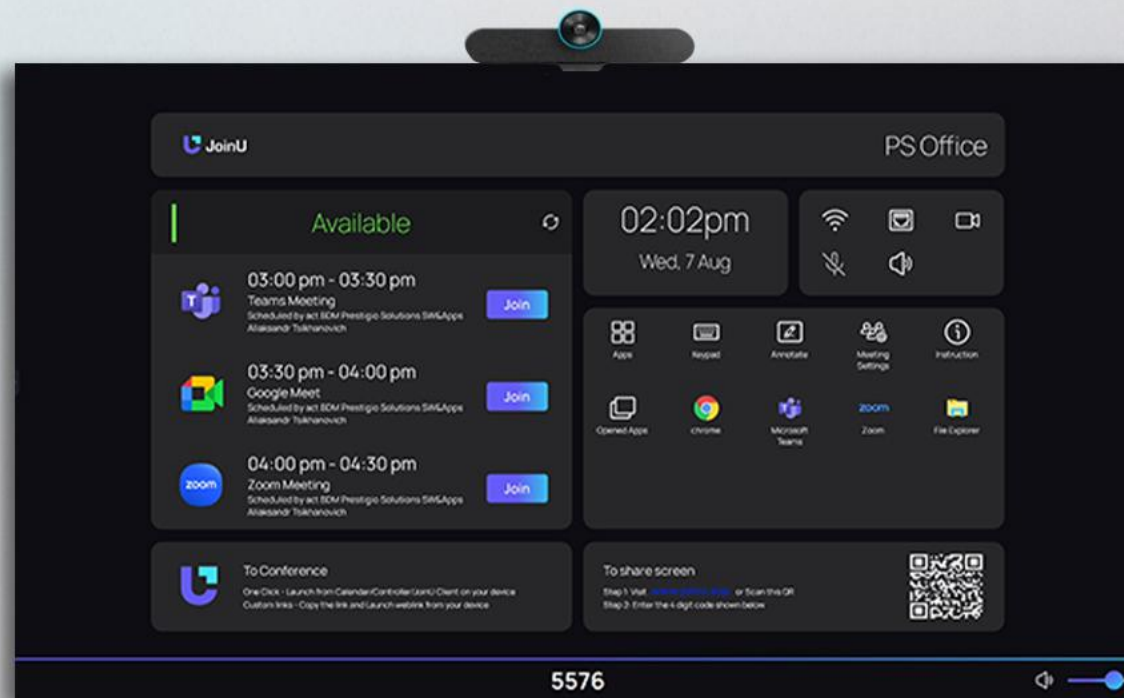 JoinU
PS Office
Available
03:00 pm - 03:30 pm
Teams Meeting
Scheduled by act BDM Prestigio Solutions SW&Apps
Aliaksandr Tsikhanovich
Join
03:30 pm - 04:00 pm
Google Meet
Scheduled by act BDM Prestigio Solutions SW&Apps
Aliaksandr Tsikhanovich
Join
zoom
04:00 pm - 04:30 pm
Zoom Meeting
Scheduled by act BDM Prestigio Solutions SW&Apps
Aliaksandr Tsikhanovich
Join
02:02pm
Wed, 7 Aug
Apps
Keypad
Annotate
Meeting
Settings
Instruction
Opened Apps
chrome
Microsoft
Teams
zoom
Zoom
File Explorer
To Conference
One Click - Launch from Calendar/Controller/JoinU Client on your device
Custom links - Copy the link and Launch weblink from your device
To share screen
Step 1: Visit or Scan this QR
Step 2: Enter the 4 digit code shown below
5576